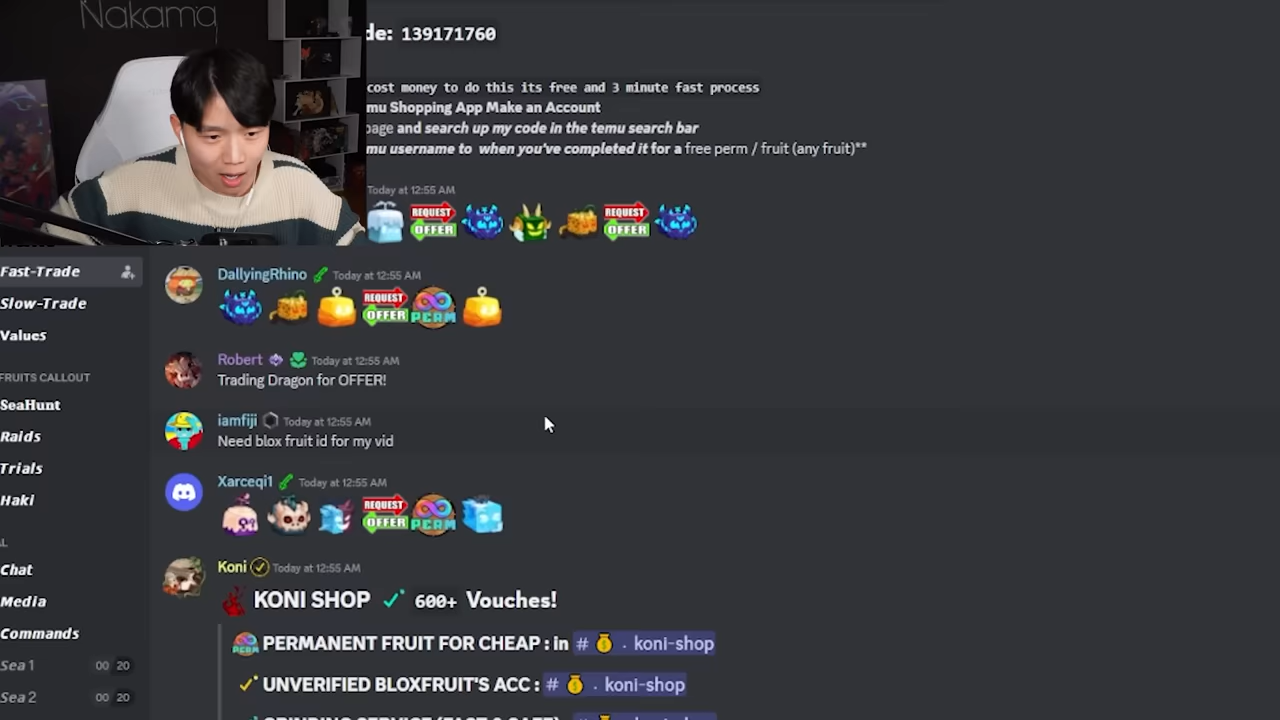 Nakama
de: 139171760
cost money to do this its free and 3 minute fast process
mu Shopping App Make an Account
page and search up my code in the temu search bar
mu username to when you've completed it for a free perm / fruit (any fruit)**
Today at 12:55 AM
REQUEST OFFER REQUEST OFFER
Fast-Trade
Slow-Trade
Values
FRUITS CALLOUT
SeaHunt
Raids
Trials
Haki
L
Chat
Media
Commands
Sea 1 00 20
Sea 2 00 20
DallyingRhino Today at 12:55 AM
REQUEST OFFER PERM
Robert Today at 12:55 AM
Trading Dragon for OFFER!
iamfiji Today at 12:55 AM
Need blox fruit id for my vid
Xarceqi1 Today at 12:55 AM
REQUEST OFFER PERM
Koni Today at 12:55 AM
KONI SHOP 600+ Vouches!
PERM PERMANENT FRUIT FOR CHEAP : in # . koni-shop
UNVERIFIED BLOXFRUIT'S ACC : # . koni-shop